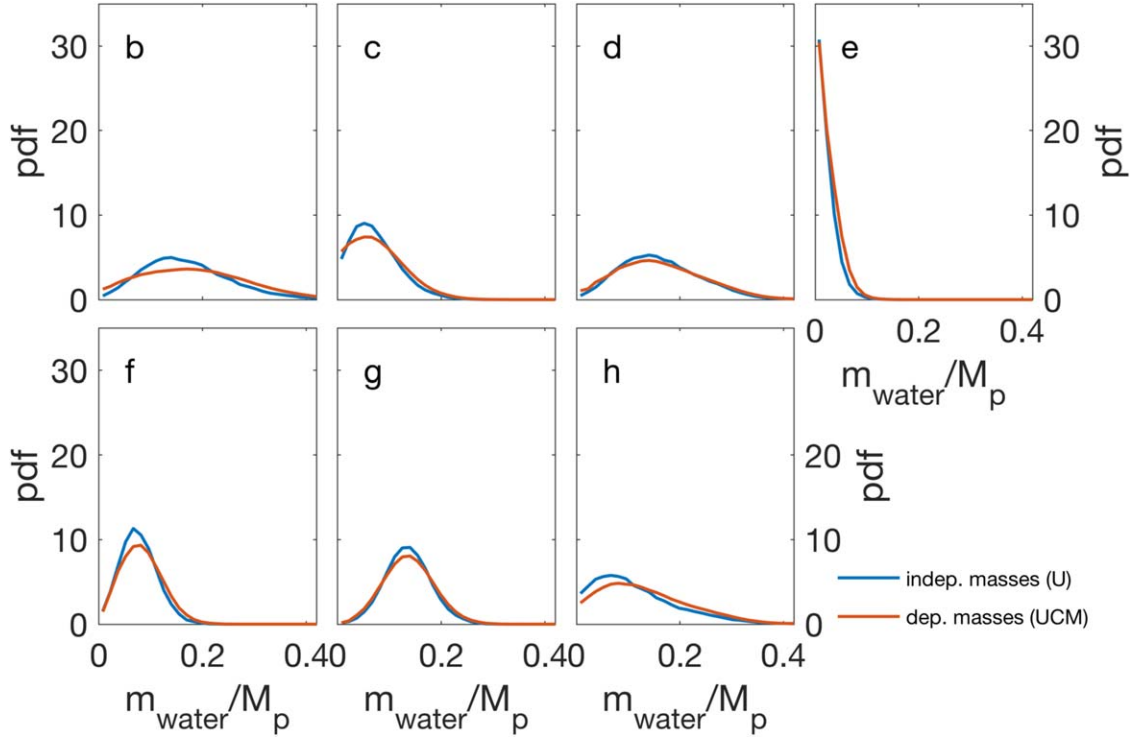 b
c
d
e
30
20
10
0
pdf
30
20
10
0
pdf
0 0.2 0.4
m_water/M_p
f
g
h
30
20
10
0
pdf
20
10
0
pdf
indep. masses (U)
dep. masses (UCM)
0 0.2 0.4
0 0.2 0.4
0 0.2 0.4
m_water/M_p
m_water/M_p
m_water/M_p